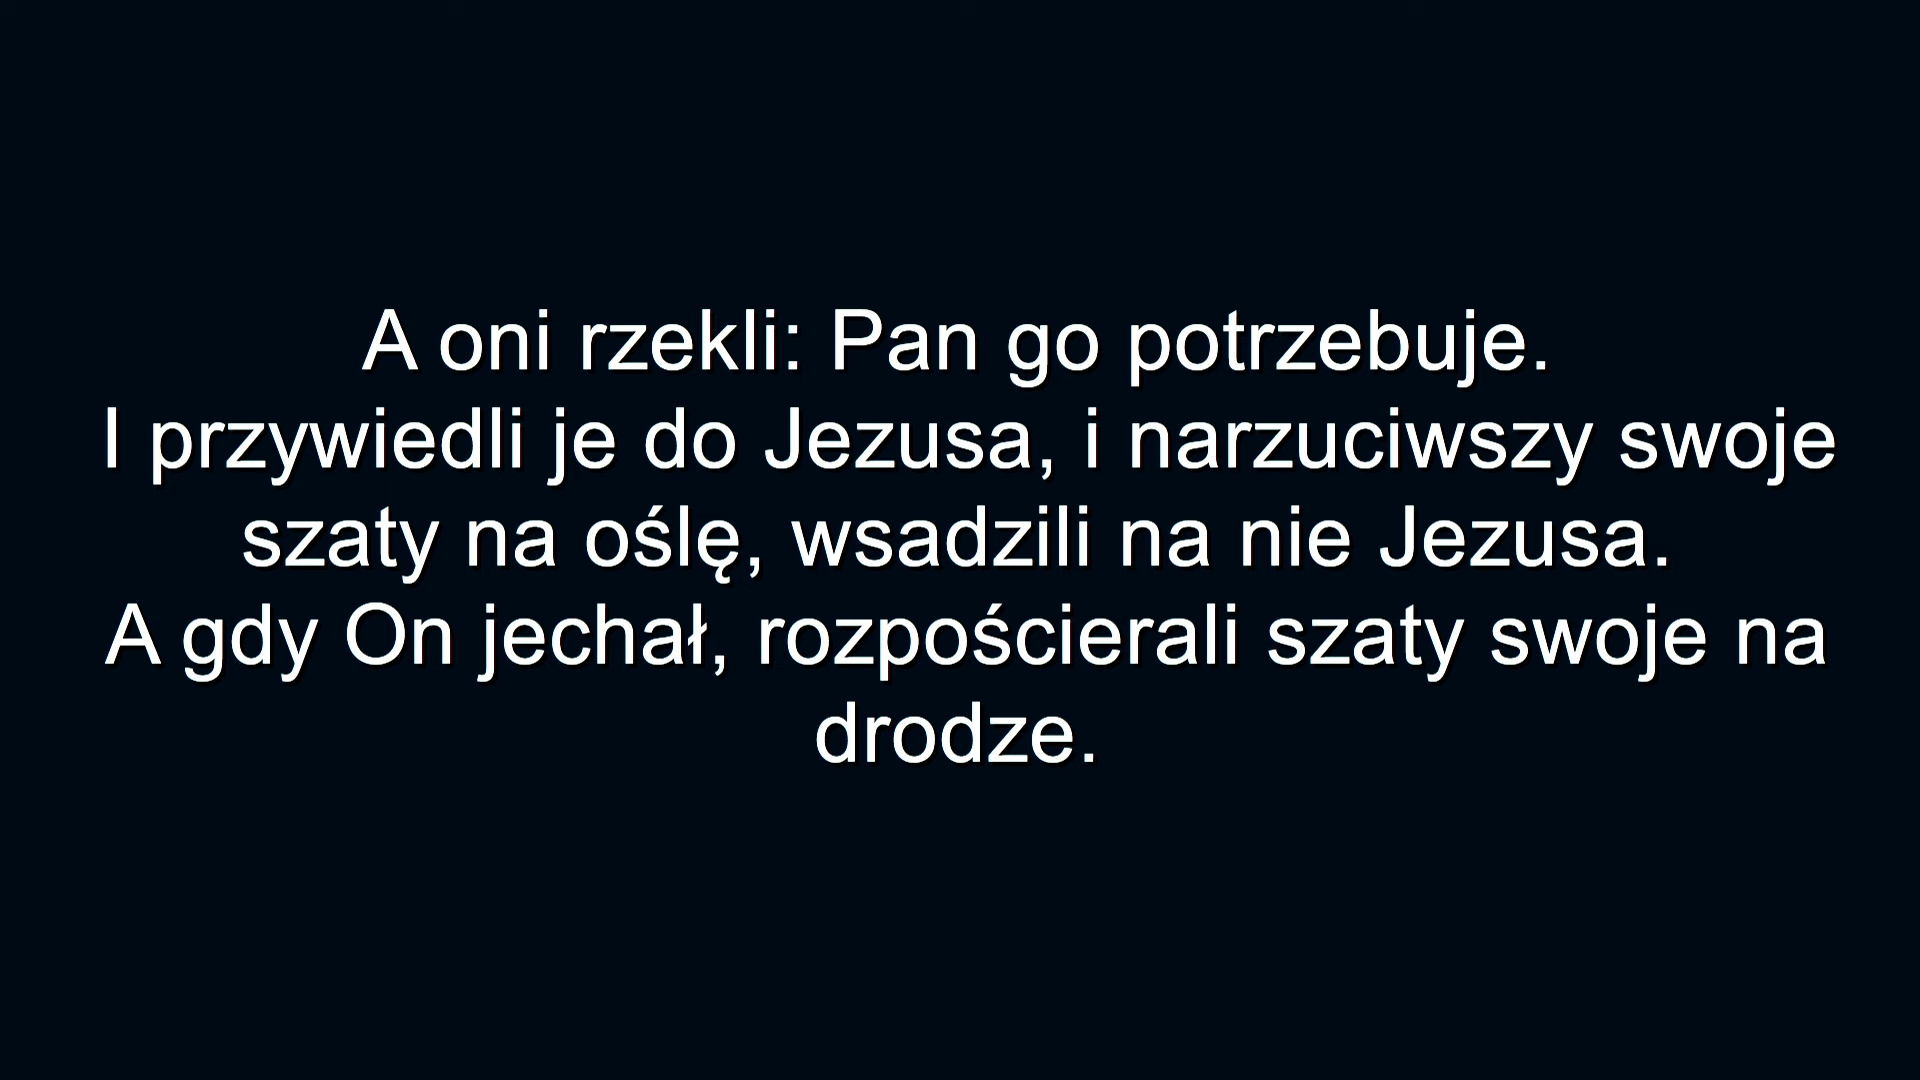 A oni rzekli: Pan go potrzebuje.
I przywiedli je do Jezusa, i narzuciwszy swoje
szaty na oślę, wsadzili na nie Jezusa.
A gdy On jechał, rozpościerali szaty swoje na
drodze.